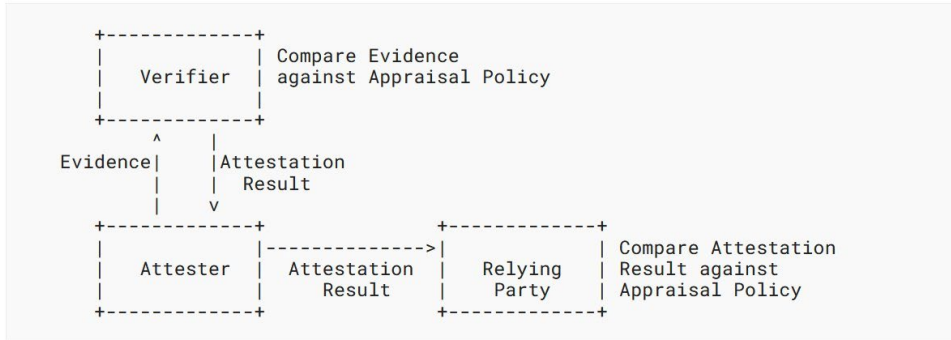 Compare Evidence
Verifier against Appraisal Policy
Evidence Attestation
Result
Compare Attestation
Attester Attestation Relying Result against
Result Party Appraisal Policy